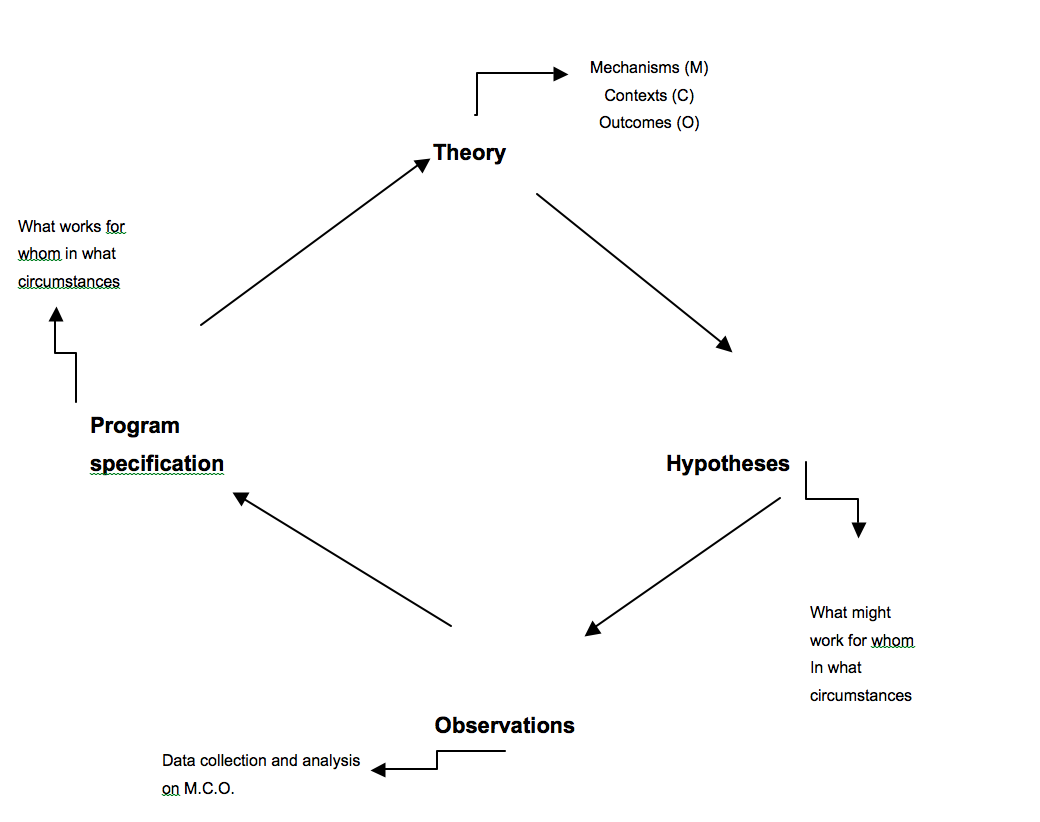 Mechanisms (M)
Contexts (C)
Outcomes (O)
Theory
What works for
whom in what
circumstances
Program
specification
Hypotheses
What might
work for whom
In what
circumstances
Observations
Data collection and analysis
on M.C.O.